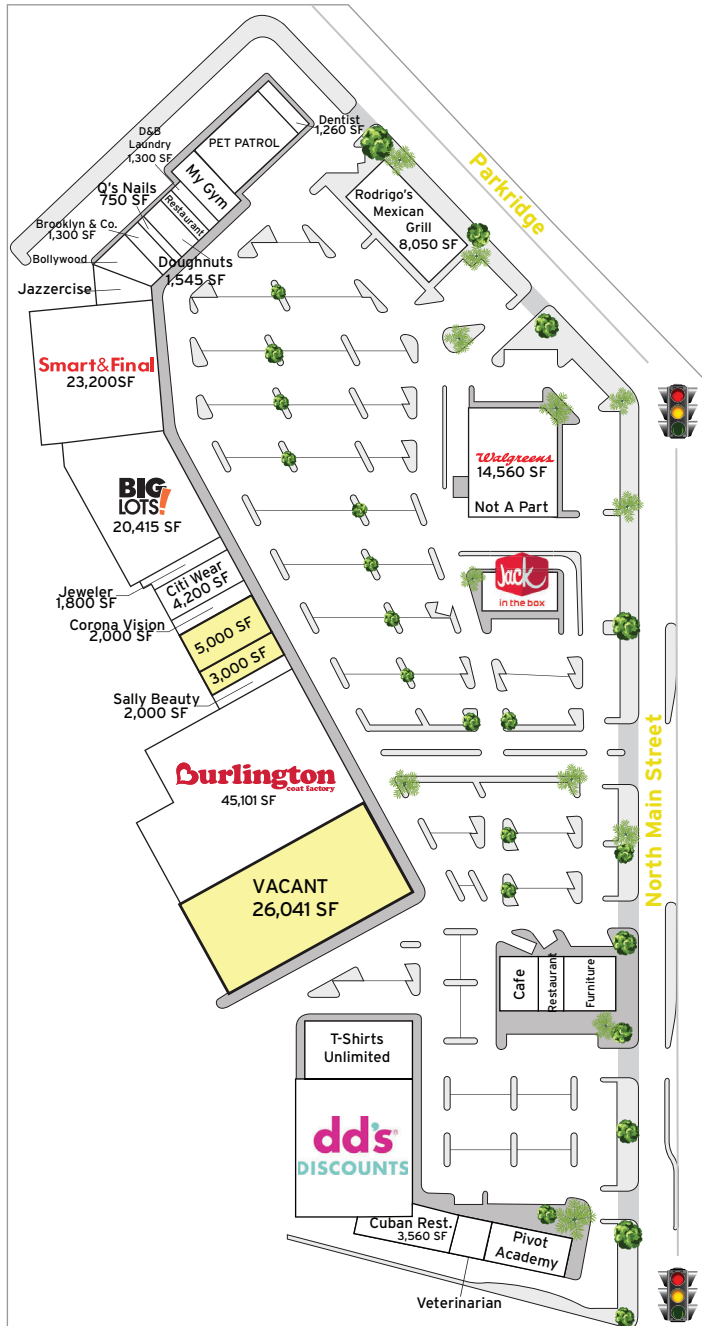 Dentist
1,260 SF
D&B
Laundry
1,300 SF
PET PATROL
My Gym
Q's Nails
750 SF
Restaurant
Brooklyn & Co.
1,300 SF
Bollywood
Doughnuts
1,545 SF
Jazzercise
Rodrigo's
Mexican
Grill
8,050 SF
Parkridge
Smart&Final
23,200SF
Walgreens
14,560 SF
Not A Part
BIG
LOTS!
20,415 SF
Jack
in the box
Jeweler
1,800 SF
Citi Wear
4,200 SF
Corona Vision
2,000 SF
5,000 SF
3,000 SF
Sally Beauty
2,000 SF
North Main Street
Burlington
coat factory
45,101 SF
VACANT
26,041 SF
Cafe
Restaurant
Furniture
T-Shirts
Unlimited
dd's®
DISCOUNTS
Cuban Rest.
3,560 SF
Pivot
Academy
Veterinarian